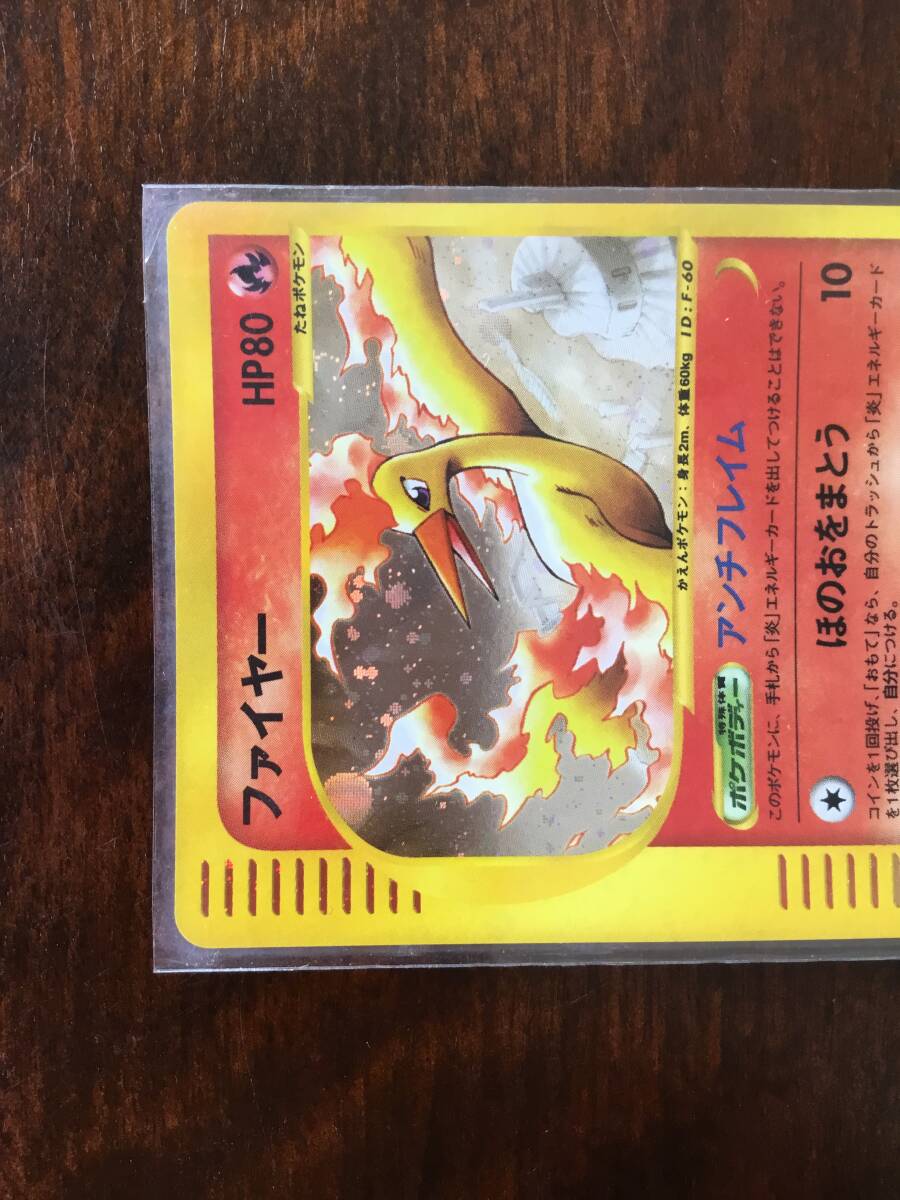 ファイヤー HP80
たねポケモン
かえんポケモン：身長2m、体重60kg ID:F-60
特殊体質
ポケボディー アンチフレイム
このポケモンに、手札から「炎」エネルギーカードを出してつけることはできない。
ほのおをまとう 10
コインを1回投げ、「おもて」なら、自分のトラッシュから「炎」エネルギーカード
を1枚選び出し、自分につける。